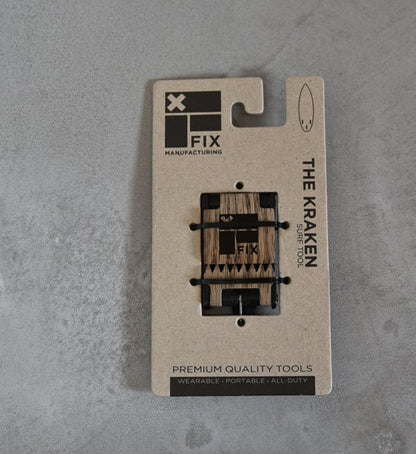 FIX
MANUFACTURING
THE KRAKEN
SURF TOOL
FIX
PREMIUM QUALITY TOOLS
WEARABLE • PORTABLE • ALL-DUTY